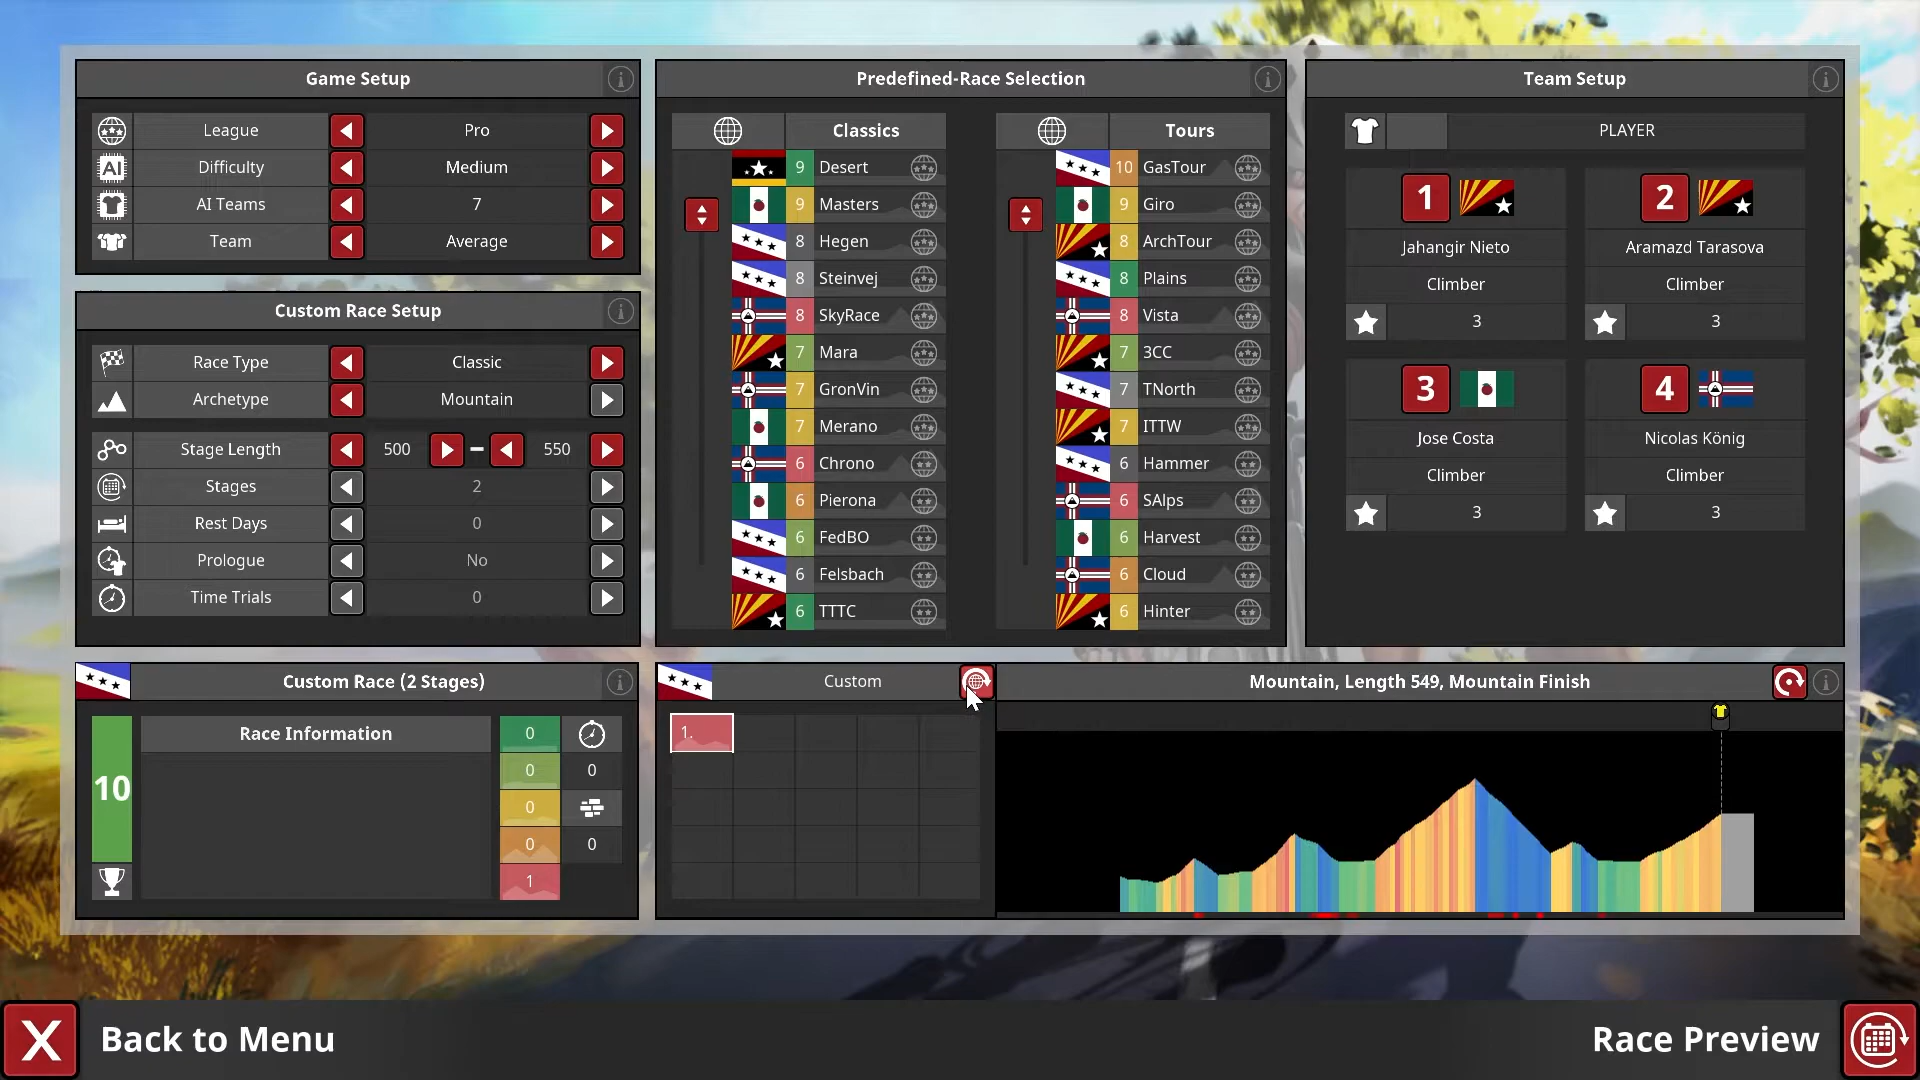 Game Setup
League Pro
Difficulty Medium
AI AI Teams 7
Team Average
Custom Race Setup
Race Type Classic
Archetype Mountain
Stage Length 500 – 550
Stages 2
Rest Days 0
Prologue No
Time Trials 0
Predefined-Race Selection
Classics
9 Desert
9 Masters
8 Hegen
8 Steinvej
8 SkyRace
7 Mara
7 GronVin
7 Merano
6 Chrono
6 Pierona
6 FedBO
6 Felsbach
6 TTTC
Tours
10 GasTour
9 Giro
8 ArchTour
8 Plains
8 Vista
7 3CC
7 TNorth
7 ITTW
6 Hammer
6 SAlps
6 Harvest
6 Cloud
6 Hinter
Team Setup
PLAYER
1
Jahangir Nieto
Climber
3
2
Aramazd Tarasova
Climber
3
3
Jose Costa
Climber
3
4
Nicolas König
Climber
3
Custom Race (2 Stages)
10
Race Information
0
0 0
0
0 0
1
Custom
1.
Mountain, Length 549, Mountain Finish
X Back to Menu
Race Preview